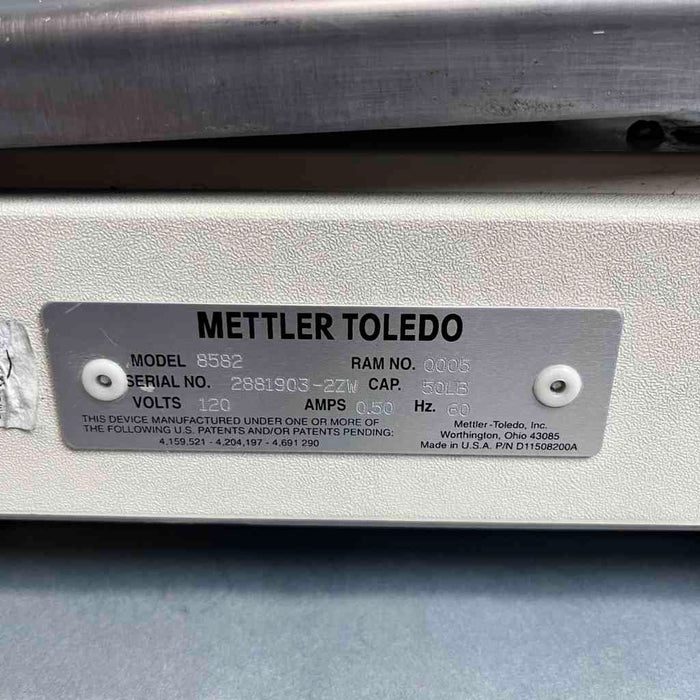 METTLER TOLEDO
MODEL 8582 RAM NO. 0005
SERIAL NO. 2881903-2ZW CAP. 50LB
VOLTS 120 AMPS 0.50 Hz. 60
THIS DEVICE MANUFACTURED UNDER ONE OR MORE OF
THE FOLLOWING U.S. PATENTS AND/OR PATENTS PENDING:
4,159,521 - 4,204,197 - 4,691 290
Mettler-Toledo, Inc.
Worthington, Ohio 43085
Made in U.S.A. P/N D11508200A